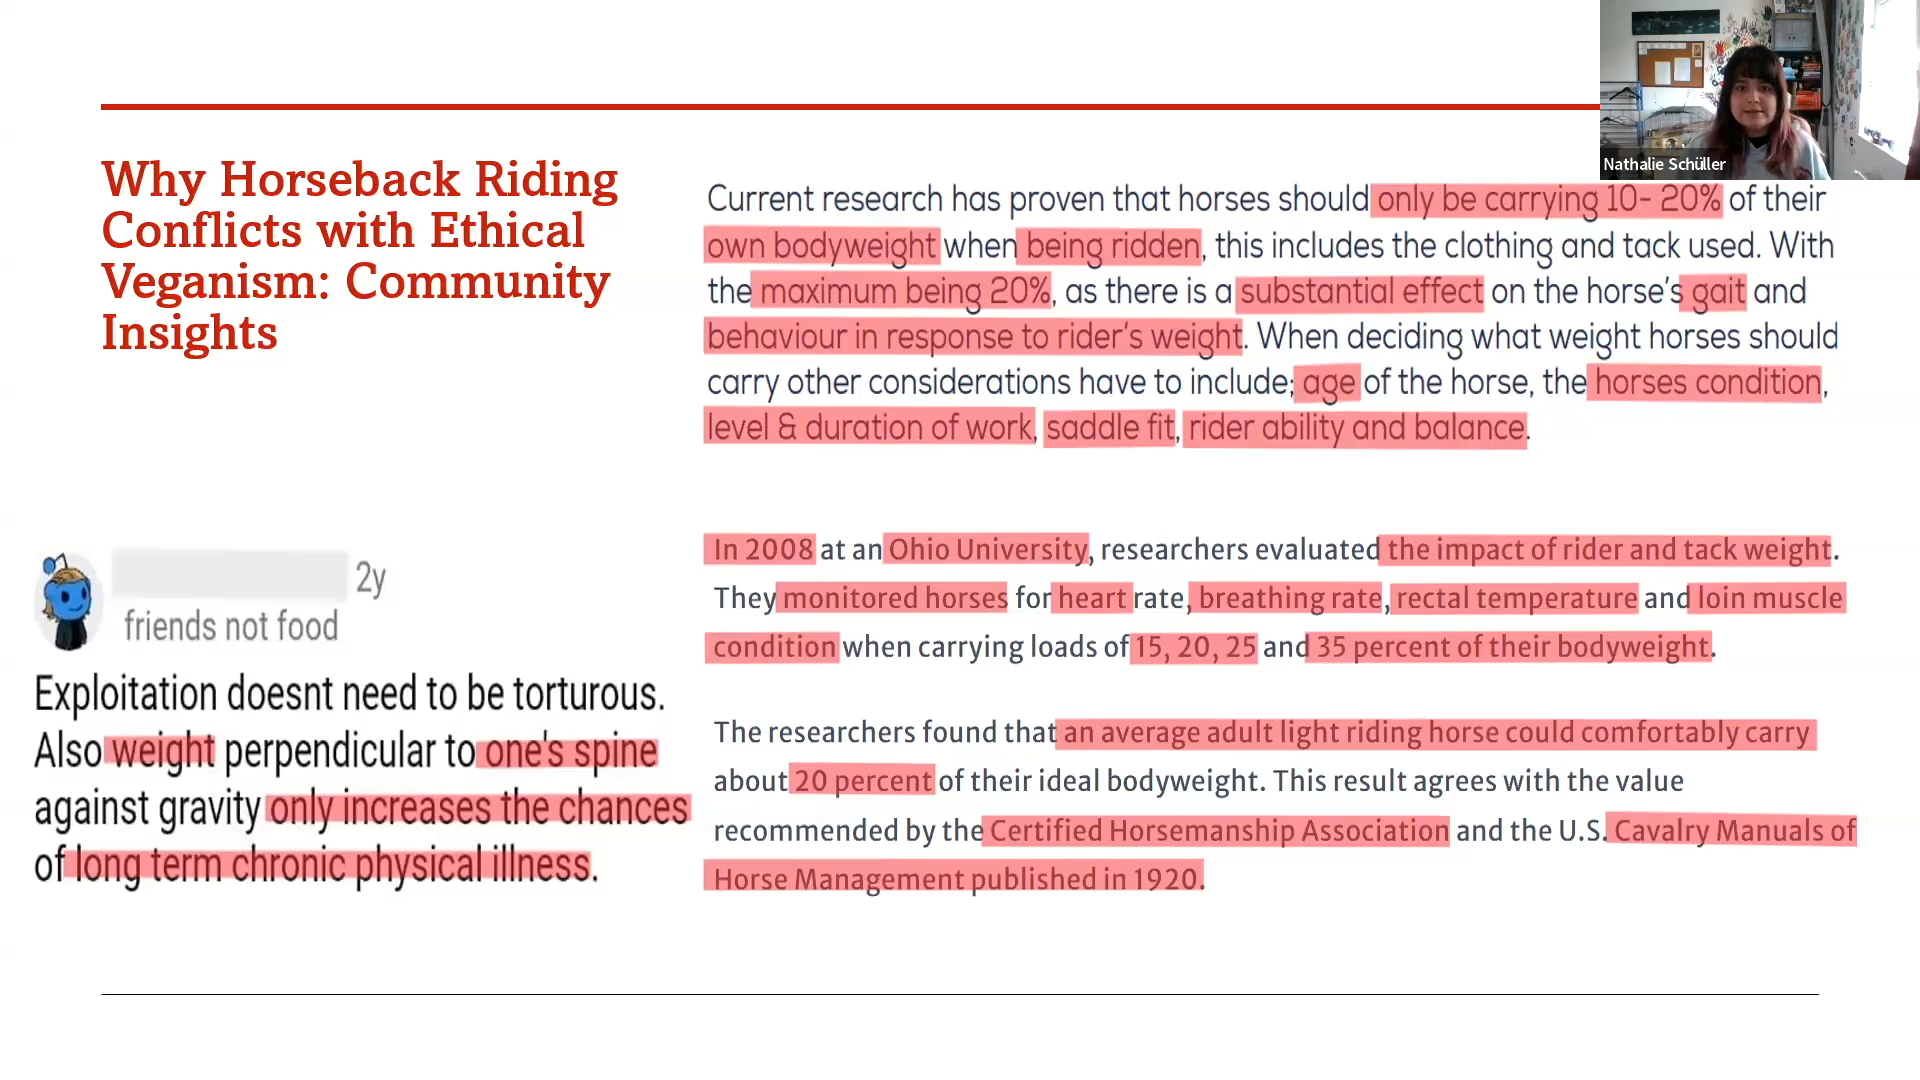 Nathalie Schüller
Why Horseback Riding
Conflicts with Ethical
Veganism: Community
Insights
Current research has proven that horses should only be carrying 10- 20% of their
own bodyweight when being ridden, this includes the clothing and tack used. With
the maximum being 20%, as there is a substantial effect on the horse's gait and
behaviour in response to rider's weight. When deciding what weight horses should
carry other considerations have to include; age of the horse, the horses condition,
level & duration of work, saddle fit, rider ability and balance.
2y
friends not food
Exploitation doesnt need to be torturous.
Also weight perpendicular to one's spine
against gravity only increases the chances
of long term chronic physical illness.
In 2008 at an Ohio University, researchers evaluated the impact of rider and tack weight.
They monitored horses for heart rate, breathing rate, rectal temperature and loin muscle
condition when carrying loads of 15, 20, 25 and 35 percent of their bodyweight.
The researchers found that an average adult light riding horse could comfortably carry
about 20 percent of their ideal bodyweight. This result agrees with the value
recommended by the Certified Horsemanship Association and the U.S. Cavalry Manuals of
Horse Management published in 1920.